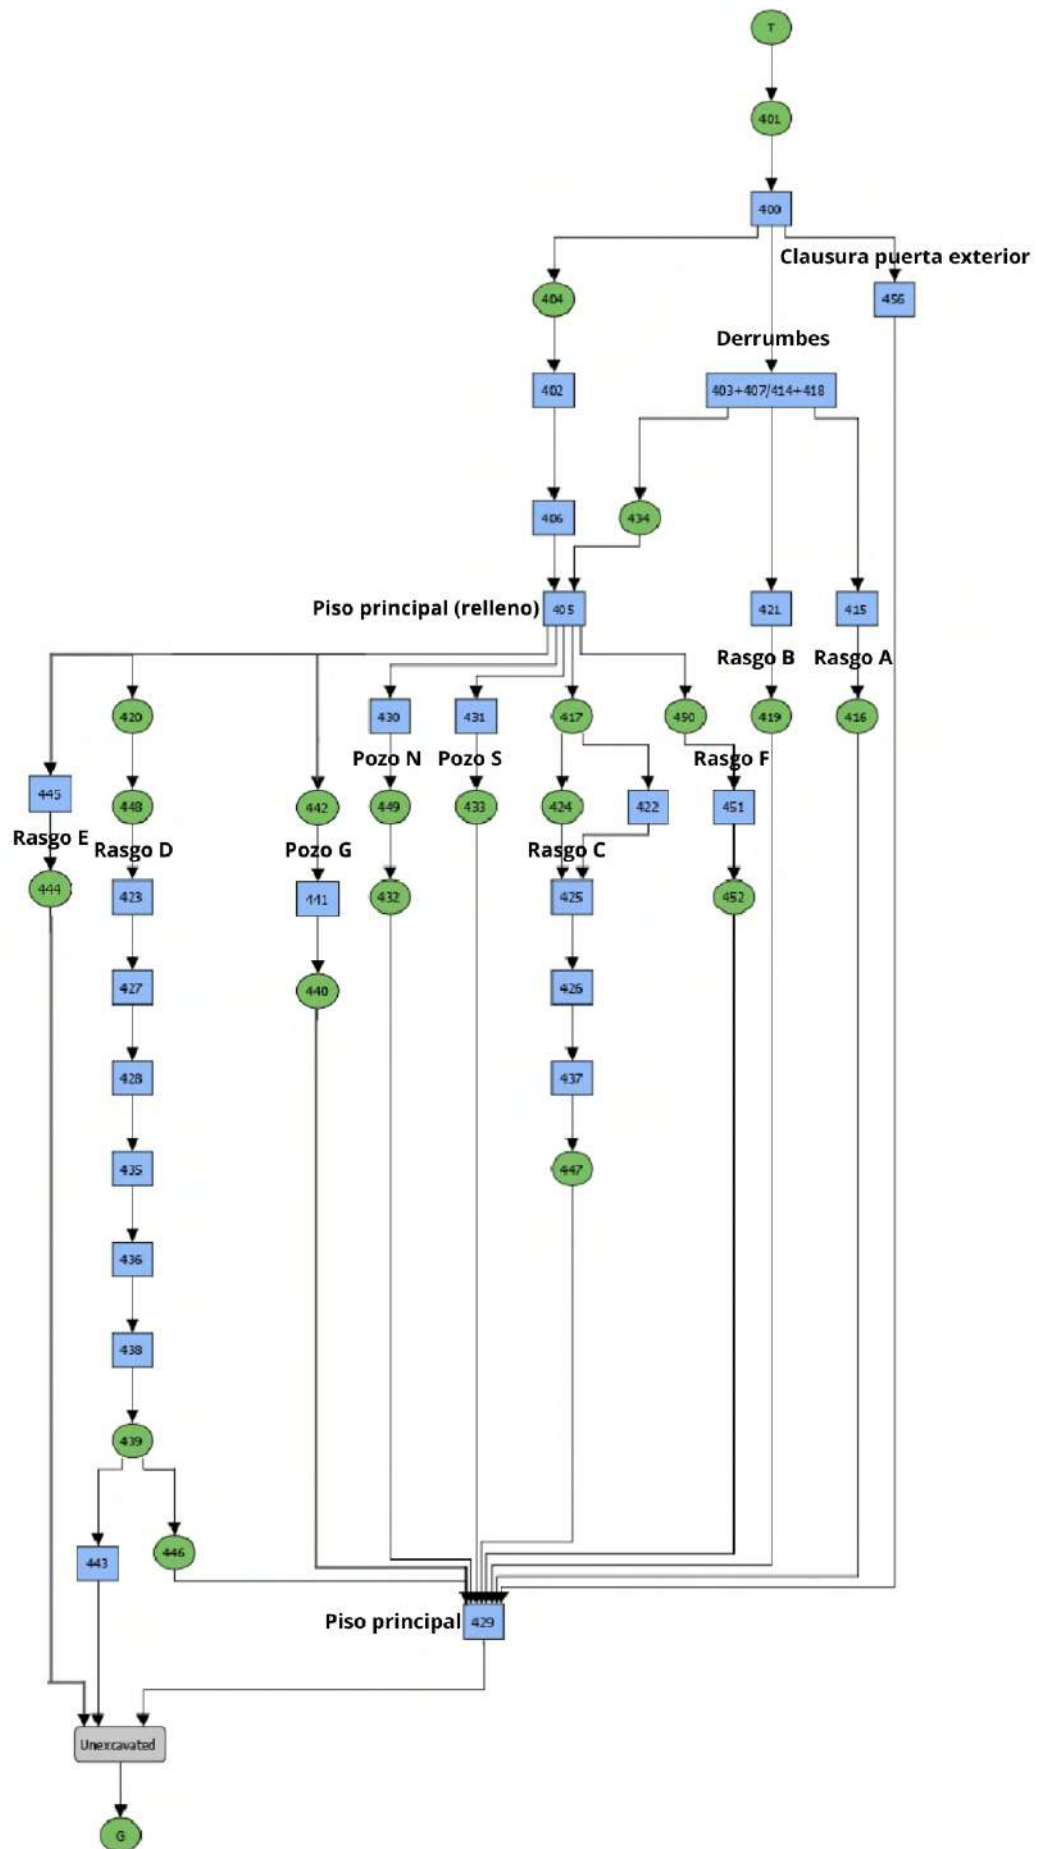 T
401
400
Clausura puerta exterior
404
456
Derrumbes
402
403+407/414+418
406
434
Piso principal (relleno)
405
421
415
Rasgo B
Rasgo A
420
430
431
417
450
419
416
Pozo N
Pozo S
Rasgo F
445
448
442
449
433
424
422
451
Rasgo E
Rasgo D
Pozo G
Rasgo C
444
423
441
432
425
452
427
440
426
428
437
435
447
436
438
439
443
446
Piso principal
429
Unexcavated
G